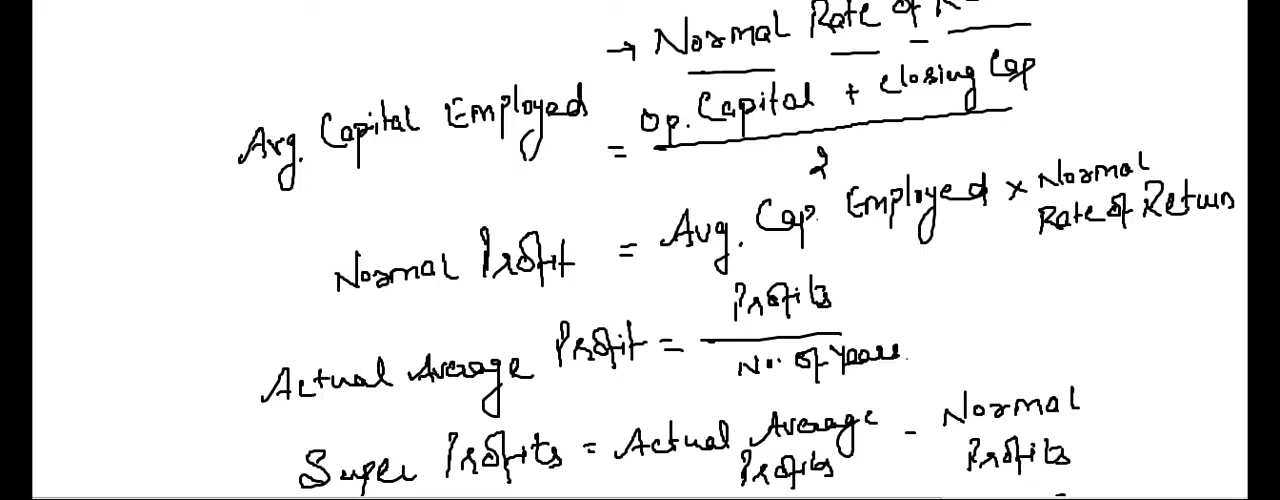 → Normal Rate of
Avg. Capital Employed = Op. Capital + Closing Cap
2
Normal Profit = Avg. Cap. Employed × Normal Rate of Return
Actual Average Profit = Profits
No. of Years.
Super Profits = Actual Average Profits - Normal Profits